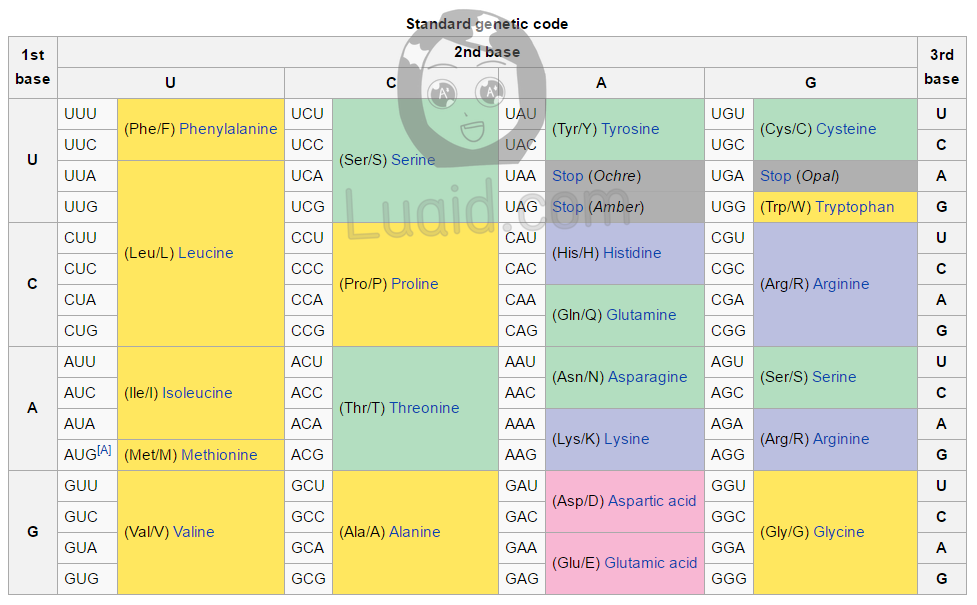 Standard genetic code
1st base 2nd base 3rd base
U C A G
U UUU (Phe/F) Phenylalanine UCU (Ser/S) Serine UAU (Tyr/Y) Tyrosine UGU (Cys/C) Cysteine U
UUC UCC UAC UGC C
UUA (Leu/L) Leucine UCA UAA Stop (Ochre) UGA Stop (Opal) A
UUG UCG UAG Stop (Amber) UGG (Trp/W) Tryptophan G
C CUU CCU (Pro/P) Proline CAU (His/H) Histidine CGU (Arg/R) Arginine U
CUC CCC CAC CGC C
CUA CCA CAA (Gln/Q) Glutamine CGA A
CUG CCG CAG CGG G
A AUU (Ile/I) Isoleucine ACU (Thr/T) Threonine AAU (Asn/N) Asparagine AGU (Ser/S) Serine U
AUC ACC AAC AGC C
AUA ACA AAA (Lys/K) Lysine AGA (Arg/R) Arginine A
AUG[A] (Met/M) Methionine ACG AAG AGG G
G GUU (Val/V) Valine GCU (Ala/A) Alanine GAU (Asp/D) Aspartic acid GGU (Gly/G) Glycine U
GUC GCC GAC GGC C
GUA GCA GAA (Glu/E) Glutamic acid GGA A
GUG GCG GAG GGG G
A+ A+
Luaid.com